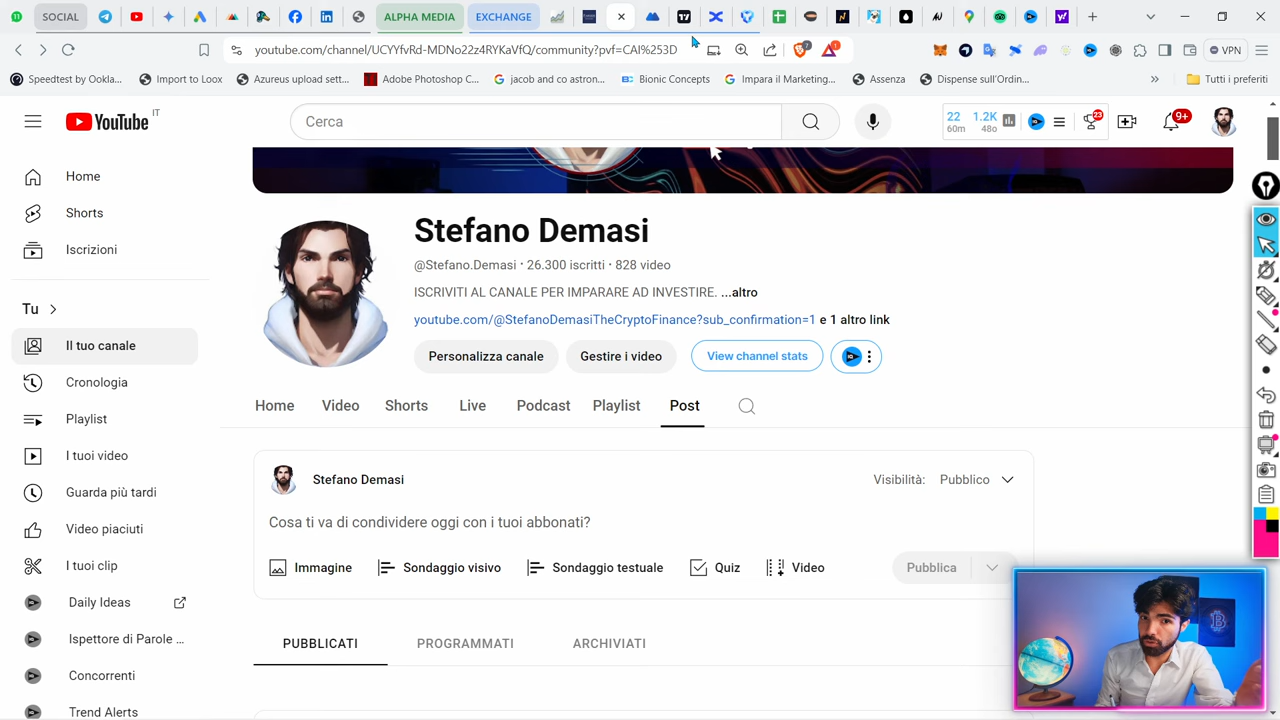 SOCIAL
ALPHA MEDIA
EXCHANGE
youtube.com/channel/UCYYfvRd-MDNo22z4RYKaVfQ/community?pvf=CAI%253D
7
1
VPN
Speedtest by Ookla...
Import to Loox
Azureus upload sett...
Adobe Photoshop C...
jacob and co astron...
BC Bionic Concepts
Impara il Marketing...
Assenza
Dispense sull'Ordin...
Tutti i preferiti
YouTube IT
Cerca
22
60m
1.2K
48o
23
9+
Home
Shorts
Iscrizioni
Tu
Il tuo canale
Cronologia
Playlist
I tuoi video
Guarda più tardi
Video piaciuti
I tuoi clip
Daily Ideas
Ispettore di Parole ...
Concorrenti
Trend Alerts
Stefano Demasi
@Stefano.Demasi · 26.300 iscritti · 828 video
ISCRIVITI AL CANALE PER IMPARARE AD INVESTIRE. ...altro
youtube.com/@StefanoDemasiTheCryptoFinance?sub_confirmation=1 e 1 altro link
Personalizza canale
Gestire i video
View channel stats
Home
Video
Shorts
Live
Podcast
Playlist
Post
Stefano Demasi
Visibilità: Pubblico
Cosa ti va di condividere oggi con i tuoi abbonati?
Immagine
Sondaggio visivo
Sondaggio testuale
Quiz
Video
Pubblica
PUBBLICATI
PROGRAMMATI
ARCHIVIATI